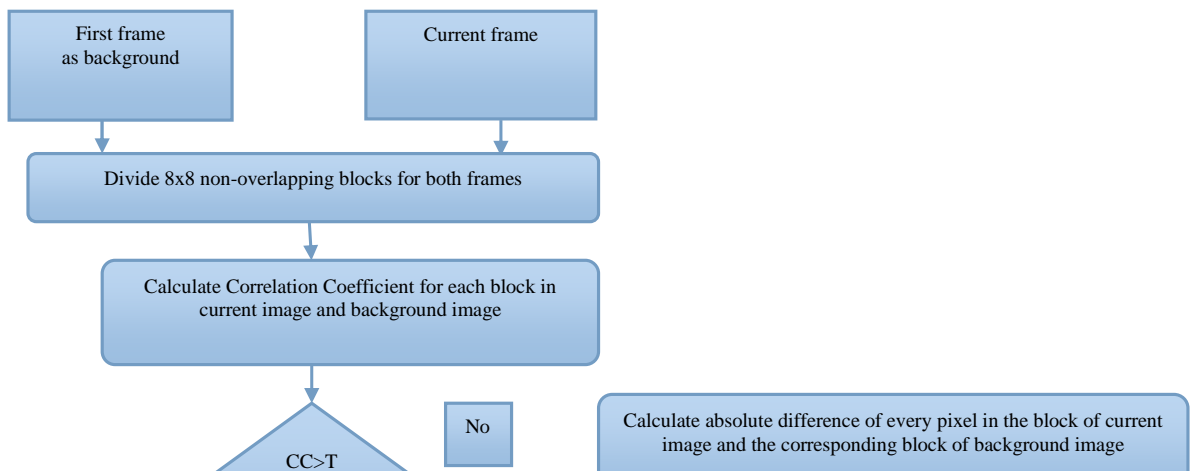 First frame
as background
Current frame
Divide 8x8 non-overlapping blocks for both frames
Calculate Correlation Coefficient for each block in
current image and background image
CC>T
No
Calculate absolute difference of every pixel in the block of current
image and the corresponding block of background image